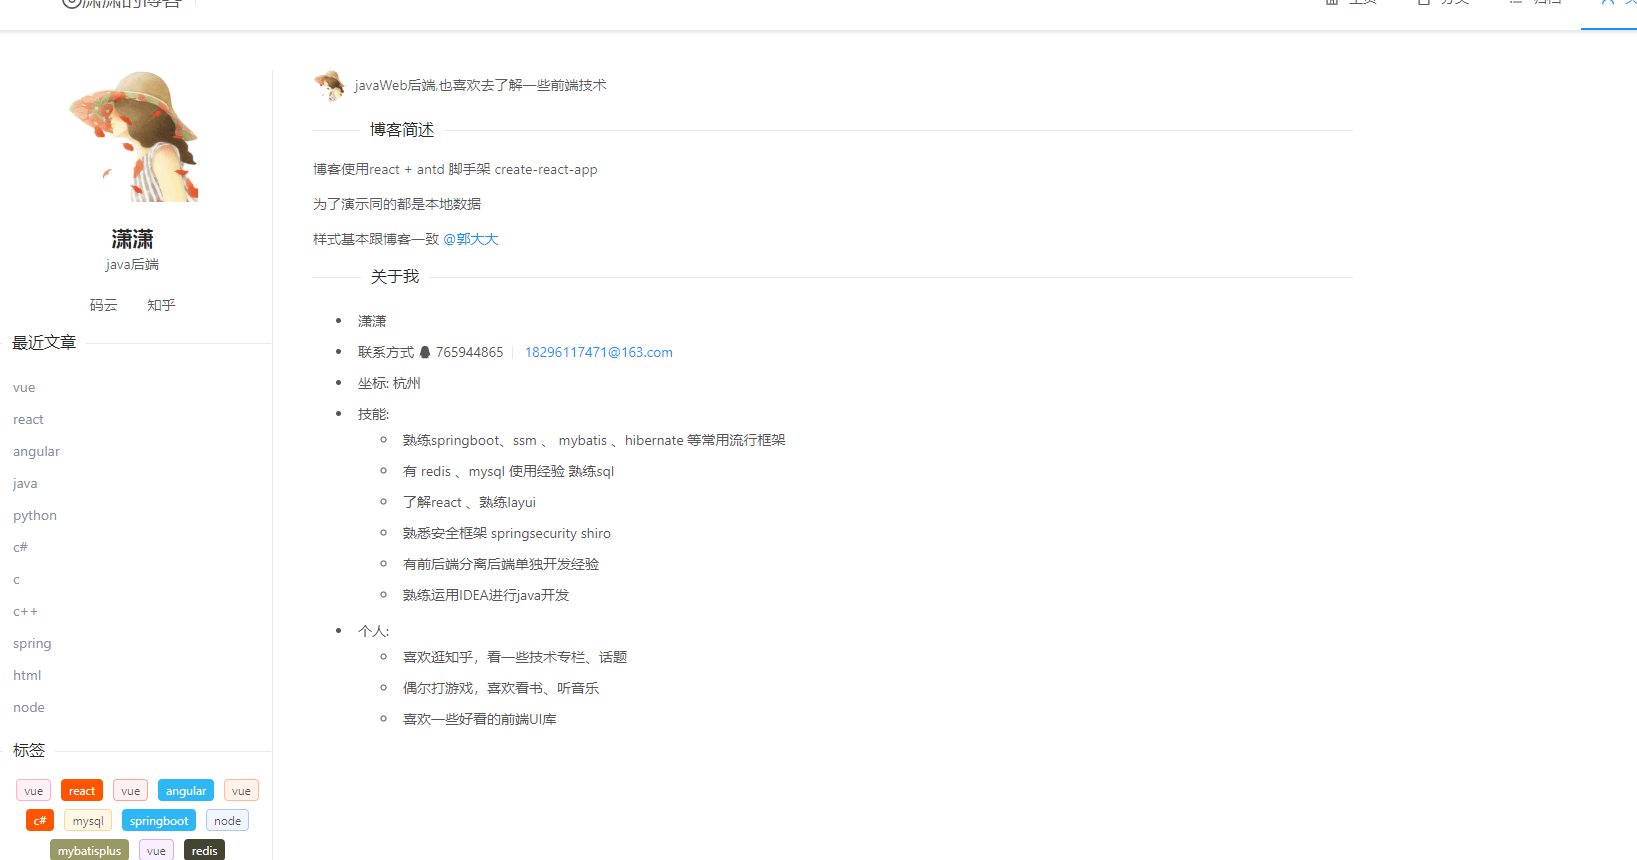 潇潇的博客
主页 分类 归档
javaWeb后端,也喜欢去了解一些前端技术
博客简述
博客使用react + antd 脚手架 create-react-app
为了演示同的都是本地数据
样式基本跟博客一致 @郭大大
关于我
潇潇
联系方式 765944865 18296117471@163.com
坐标: 杭州
技能:
熟练springboot、ssm 、 mybatis 、hibernate 等常用流行框架
有 redis 、mysql 使用经验 熟练sql
了解react 、熟练layui
熟悉安全框架 springsecurity shiro
有前后端分离后端单独开发经验
熟练运用IDEA进行java开发
个人:
喜欢逛知乎，看一些技术专栏、话题
偶尔打游戏，喜欢看书、听音乐
喜欢一些好看的前端UI库
潇潇
java后端
码云 知乎
最近文章
vue
react
angular
java
python
c#
c
c++
spring
html
node
标签
vue react vue angular vue
c# mysql springboot node
mybatisplus vue redis